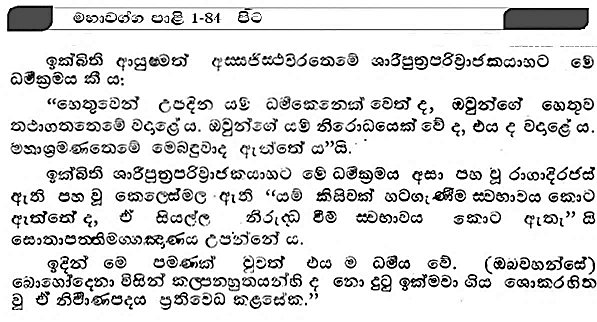 මහාවග්ග පාළි 1-84 පිට
ඉක්බිති ආයුෂ්මත් අස්සජිස්ථවිරතෙමේ ශාරීපුත්‍රපරිව්‍රාජකයාහට මේ
ධර්‍මක්‍රමය කී ය:
“හෙතුවෙන් උපදින යම් ධර්‍මකෙනෙක් වෙත් ද, ඔවුන්ගේ හෙතුව
තථාගතතෙමේ වදාළේ ය. ඔවුන්ගේ යම් නිරොධයෙක් වේ ද, එය ද වදාළේ ය.
මහාශ්‍රමණතෙමේ මෙබඳුවාද ඇත්තේ ය”යි.
ඉක්බිති ශාරීපුත්‍රපරිව්‍රාජකයාහට මේ ධර්‍මක්‍රමය අසා පහ වූ රාගාදිරජස්
ඇති පහ වූ කෙලෙස්මල ඇති “යම් කිසිවක් හටගැණීම ස්වභාවය කොට
ඇත්තේ ද, ඒ සියල්ල නිරුද්ධ වීම් ස්වභාවය කොට ඇතැ” යි
සොතාපත්තිමග්ගඤාණය උපන්නේ ය.
ඉදින් මෙ පමණක් වූවත් එය ම ධර්‍මය වේ. (ඔබවහන්සේ)
බොහෝදෙනා විසින් කල්පනහුතයන්හි ද නො දුටු ඉක්මවා ගිය ශොකරහිත
වූ ඒ නිර්‍වාණපදය ප්‍රතිවෙධ කළසේක.”